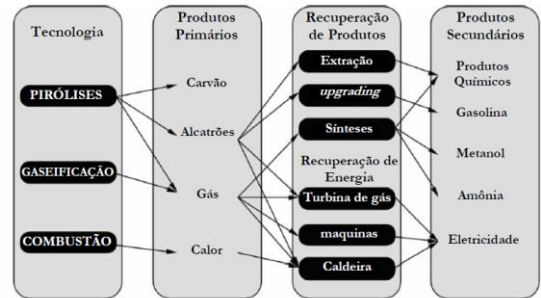 Tecnologia
PIRÓLISES
GASEIFICAÇÃO
COMBUSTÃO
Produtos
Primários
Carvão
Alcatrões
Gás
Calor
Recuperação
de Produtos
Extração
upgrading
Sínteses
Recuperação de
Energia
Turbina de gás
maquinas
Caldeira
Produtos
Secundários
Produtos
Químicos
Gasolina
Metanol
Amônia
Eletricidade